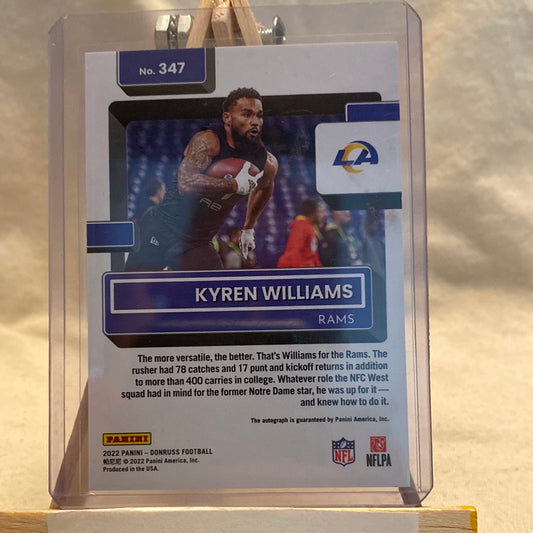 No. 347
LA
KYREN WILLIAMS
RAMS
The more versatile, the better. That's Williams for the Rams. The
rusher had 78 catches and 17 punt and kickoff returns in addition
to more than 400 carries in college. Whatever role the NFC West
squad had in mind for the former Notre Dame star, he was up for it —
and knew how to do it.
The autograph is guaranteed by Panini America, Inc.
PANINI
2022 PANINI – DONRUSS FOOTBALL
帕尼尼 © 2022 Panini America, Inc.
Produced in the USA.
NFL
NFLPA